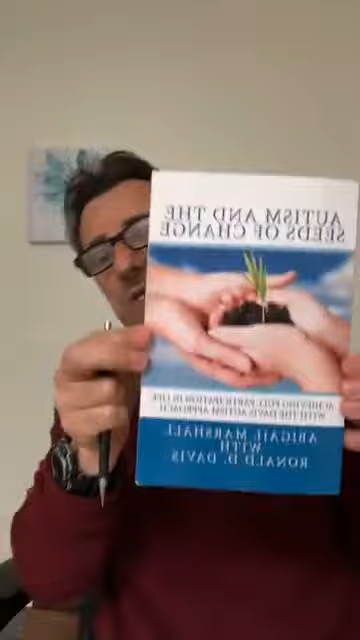 AUTISM AND THE
SEEDS OF CHANGE
ACHIEVING FULL PARTICIPATION IN LIFE
WITH THE DAVIS AUTISM APPROACH
ABIGAIL MARSHALL
WITH
RONALD D. DAVIS